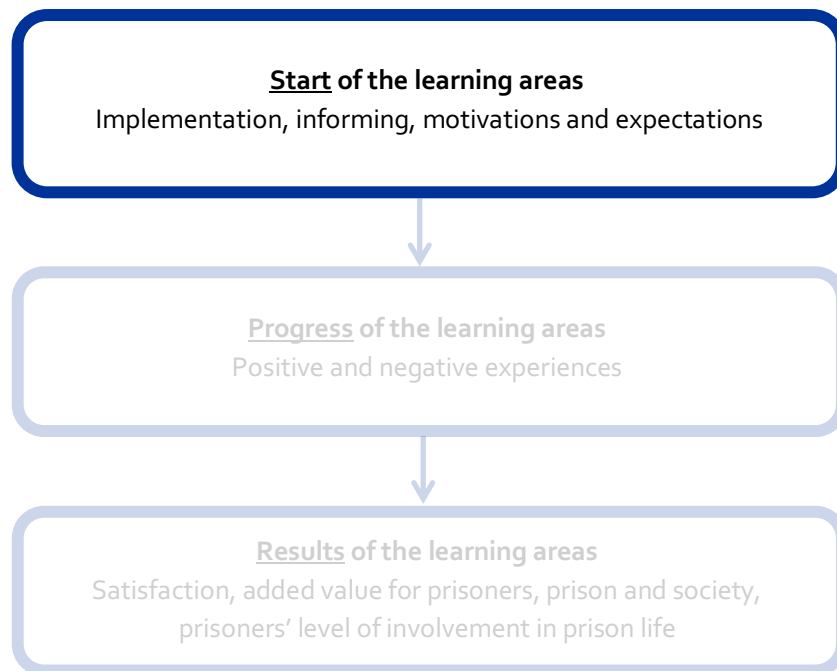 Start of the learning areas
Implementation, informing, motivations and expectations
Progress of the learning areas
Positive and negative experiences
Results of the learning areas
Satisfaction, added value for prisoners, prison and society,
prisoners’ level of involvement in prison life